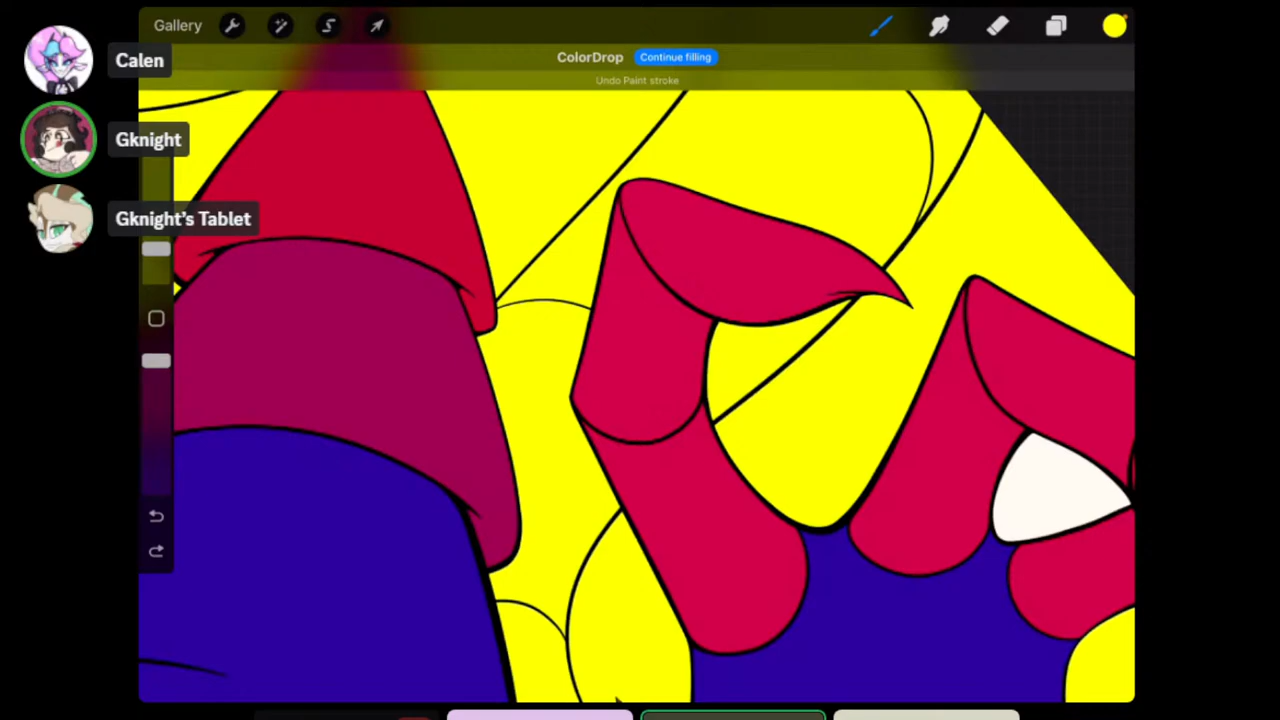 Gallery
ColorDrop Continue filling
Undo Paint stroke
Calen
Gknight
Gknight's Tablet